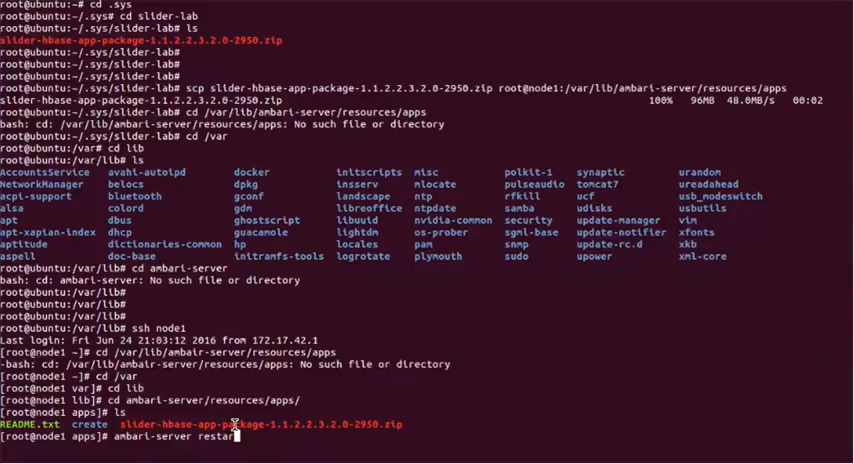 root@ubuntu:~# cd .sys
root@ubuntu:~/.sys# cd slider-lab
root@ubuntu:~/.sys/slider-lab# ls
slider-hbase-app-package-1.1.2.2.3.2.0-2950.zip
root@ubuntu:~/.sys/slider-lab#
root@ubuntu:~/.sys/slider-lab#
root@ubuntu:~/.sys/slider-lab#
root@ubuntu:~/.sys/slider-lab# scp slider-hbase-app-package-1.1.2.2.3.2.0-2950.zip root@node1:/var/lib/ambari-server/resources/apps
slider-hbase-app-package-1.1.2.2.3.2.0-2950.zip 100% 96MB 48.0MB/s 00:02
root@ubuntu:~/.sys/slider-lab# cd /var/lib/ambari-server/resources/apps
bash: cd: /var/lib/ambari-server/resources/apps: No such file or directory
root@ubuntu:~/.sys/slider-lab# cd /var
root@ubuntu:/var# cd lib
root@ubuntu:/var/lib# ls
AccountsService avahi-autoipd docker initscripts misc polkit-1 synaptic urandom
NetworkManager belocs dpkg insserv mlocate pulseaudio tomcat7 ureadahead
acpi-support bluetooth gconf landscape ntp rfkill ucf usb_modeswitch
alsa colord gdm libreoffice ntpdate samba udisks usbutils
apt dbus ghostscript libuuid nvidia-common security update-manager vim
apt-xapian-index dhcp guacamole lightdm os-prober sgml-base update-notifier xfonts
aptitude dictionaries-common hp locales pam snmp update-rc.d xkb
aspell doc-base initramfs-tools logrotate plymouth sudo upower xml-core
root@ubuntu:/var/lib# cd ambari-server
bash: cd: ambari-server: No such file or directory
root@ubuntu:/var/lib#
root@ubuntu:/var/lib#
root@ubuntu:/var/lib#
root@ubuntu:/var/lib# ssh node1
Last login: Fri Jun 24 21:03:12 2016 from 172.17.42.1
[root@node1 ~]# cd /var/lib/ambair-server/resources/apps
-bash: cd: /var/lib/ambair-server/resources/apps: No such file or directory
[root@node1 ~]# cd /var
[root@node1 var]# cd lib
[root@node1 lib]# cd ambari-server/resources/apps/
[root@node1 apps]# ls
README.txt create slider-hbase-app-package-1.1.2.2.3.2.0-2950.zip
[root@node1 apps]# ambari-server restar